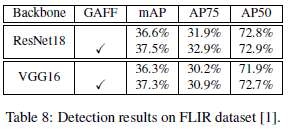 Backbone GAFF mAP AP75 AP50
ResNet18 36.6% 31.9% 72.8%
✓ 37.5% 32.9% 72.9%
VGG16 36.3% 30.2% 71.9%
✓ 37.3% 30.9% 72.7%
Table 8: Detection results on FLIR dataset [1].